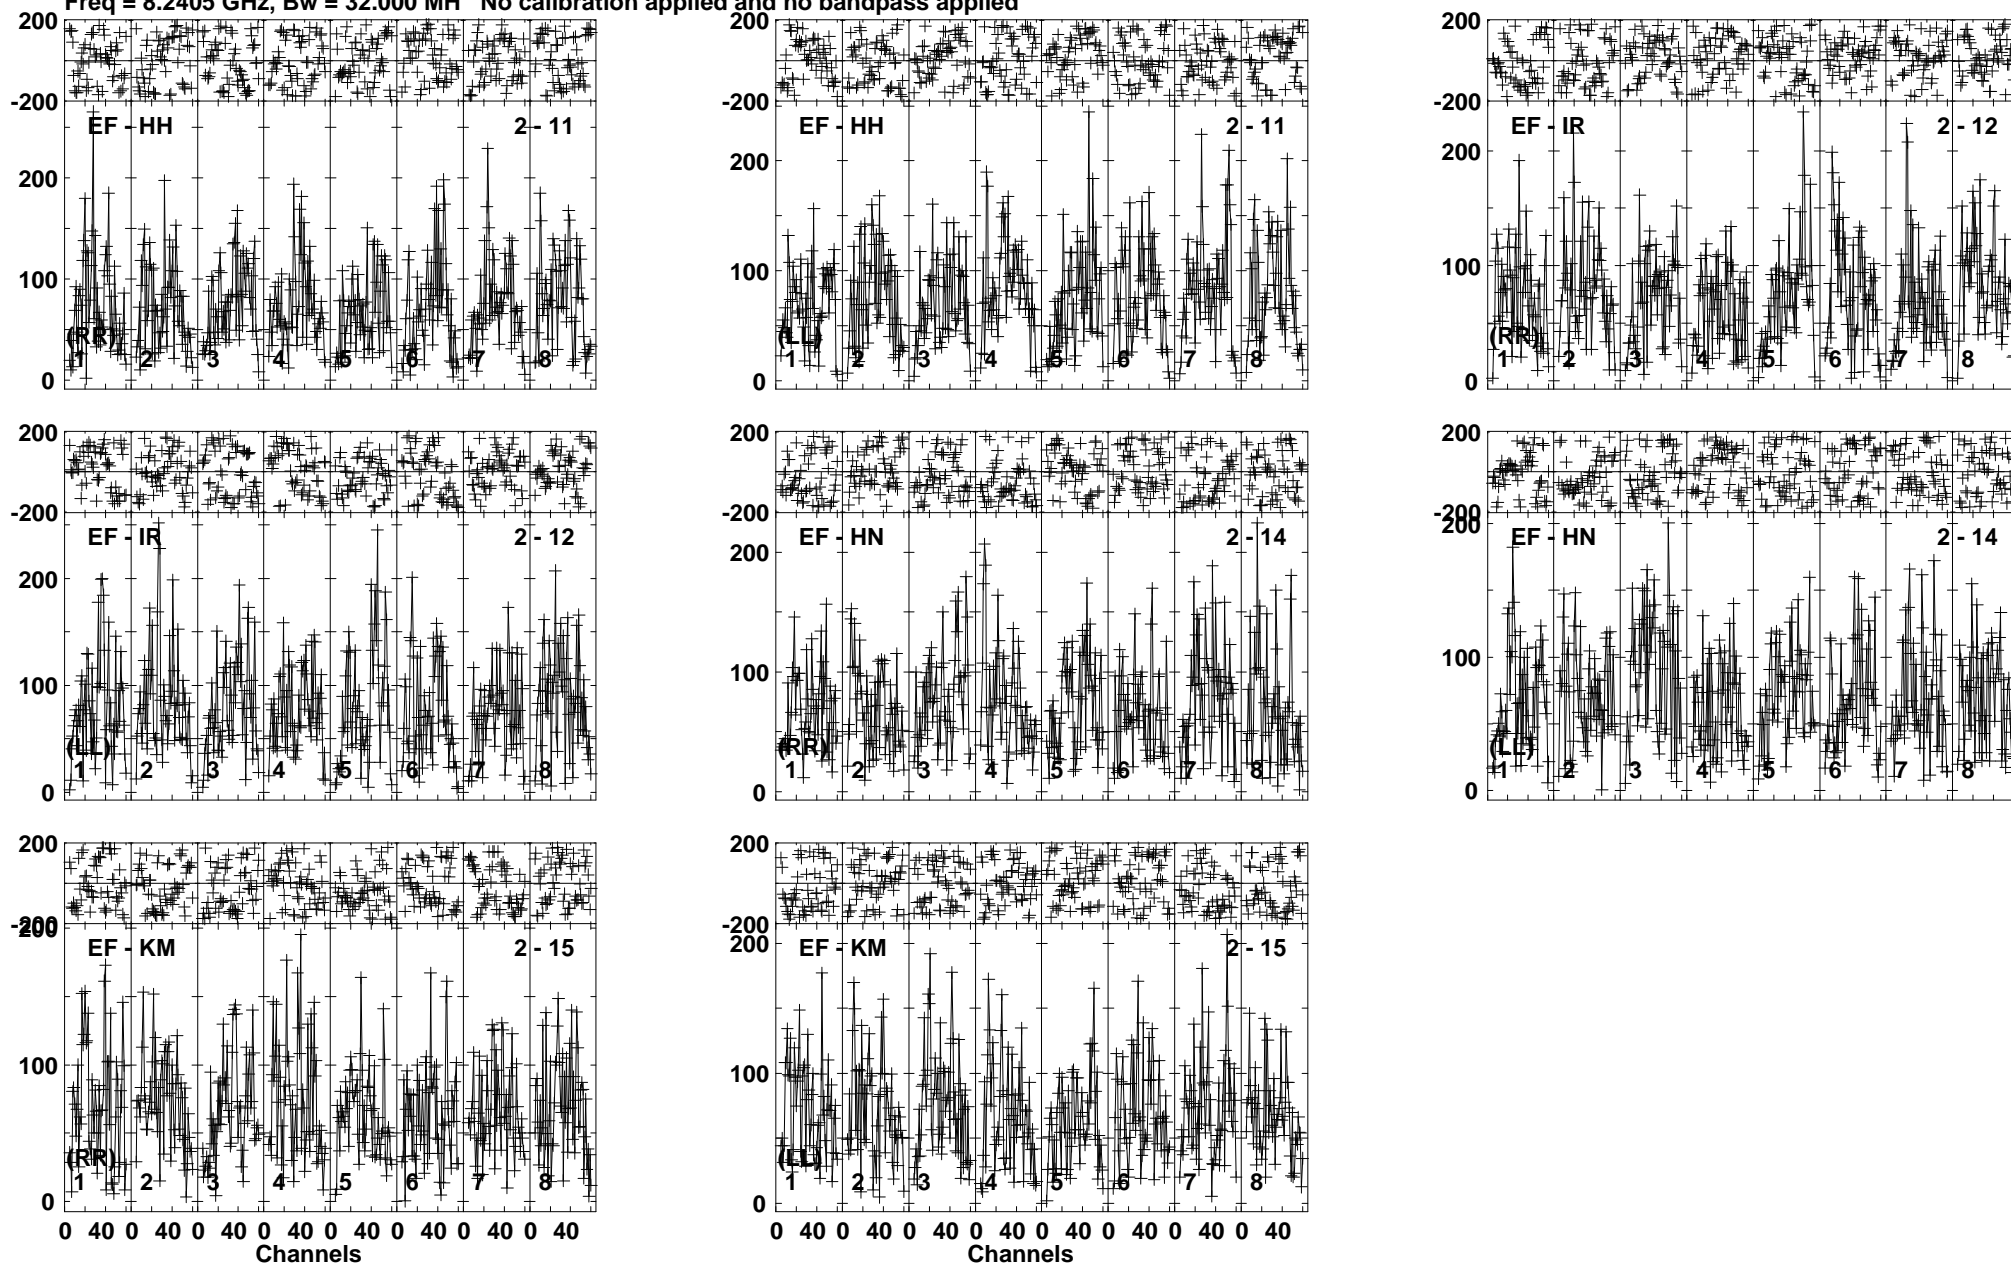 Freq = 8.2405 GHz, Bw = 32.000 MH No calibration applied and no bandpass applied
200 200 200
-200 -200 -200
EF - HH 2 - 11 EF - HH 2 - 11 EF - IR 2 - 12
200 200 200
100 100 100
(RR) (LL) (RR)
1 2 3 4 5 6 7 8 1 2 3 4 5 6 7 8 1 2 3 4 5 6 7 8
0 0 0
200 200 200
-200 -200 -200
200
EF - IR 2 - 12 EF - HN 2 - 14 EF - HN 2 - 14
200 200
100 100 100
(LL) (RR) (LL)
1 2 3 4 5 6 7 8 1 2 3 4 5 6 7 8 1 2 3 4 5 6 7 8
0 0 0
200 200
-200 -200
200 200
EF - KM 2 - 15 EF - KM 2 - 15
100 100
(RR) (LL)
1 2 3 4 5 6 7 8 1 2 3 4 5 6 7 8
0 0
0 40 0 40 0 40 0 40 0 40 0 40 0 40 0 40 0 40 0 40 0 40 0 40 0 40 0 40 0 40 0 40
Channels Channels